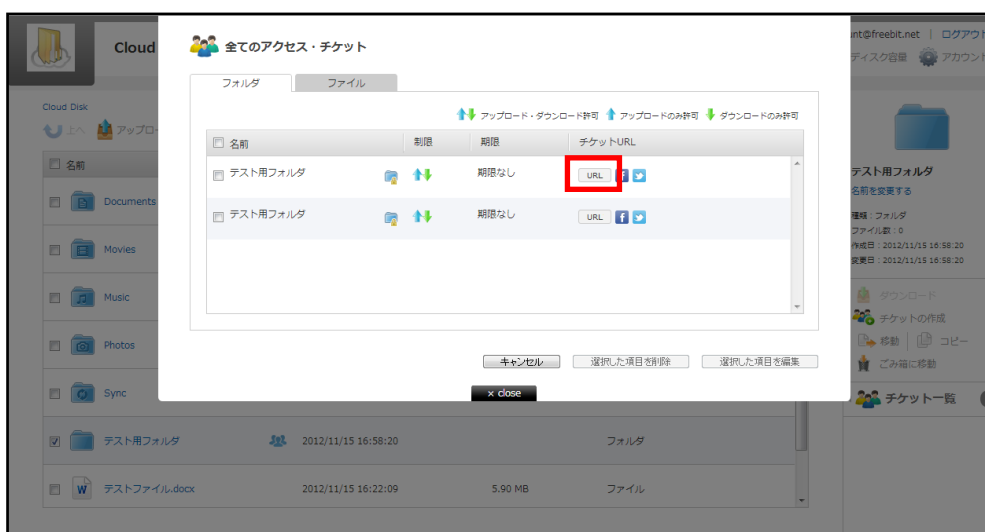 Cloud
nt@freebit.net | ログアウト
ディスク容量 アカウント
全てのアクセス・チケット
フォルダ ファイル
アップロード・ダウンロード許可 アップロードのみ許可 ダウンロードのみ許可
名前 制限 期限 チケットURL
テスト用フォルダ 期限なし URL
テスト用フォルダ 期限なし URL
キャンセル 選択した項目を削除 選択した項目を編集
× close
Cloud Disk
上へ アップロー
名前
Documents
Movies
Music
Photos
Sync
テスト用フォルダ 2012/11/15 16:58:20 フォルダ
テストファイル.docx 2012/11/15 16:22:09 5.90 MB ファイル
テスト用フォルダ
名前を変更する
種類：フォルダ
ファイル数：0
作成日：2012/11/15 16:58:20
変更日：2012/11/15 16:58:20
ダウンロード
チケットの作成
移動 | コピー
ごみ箱に移動
チケット一覧